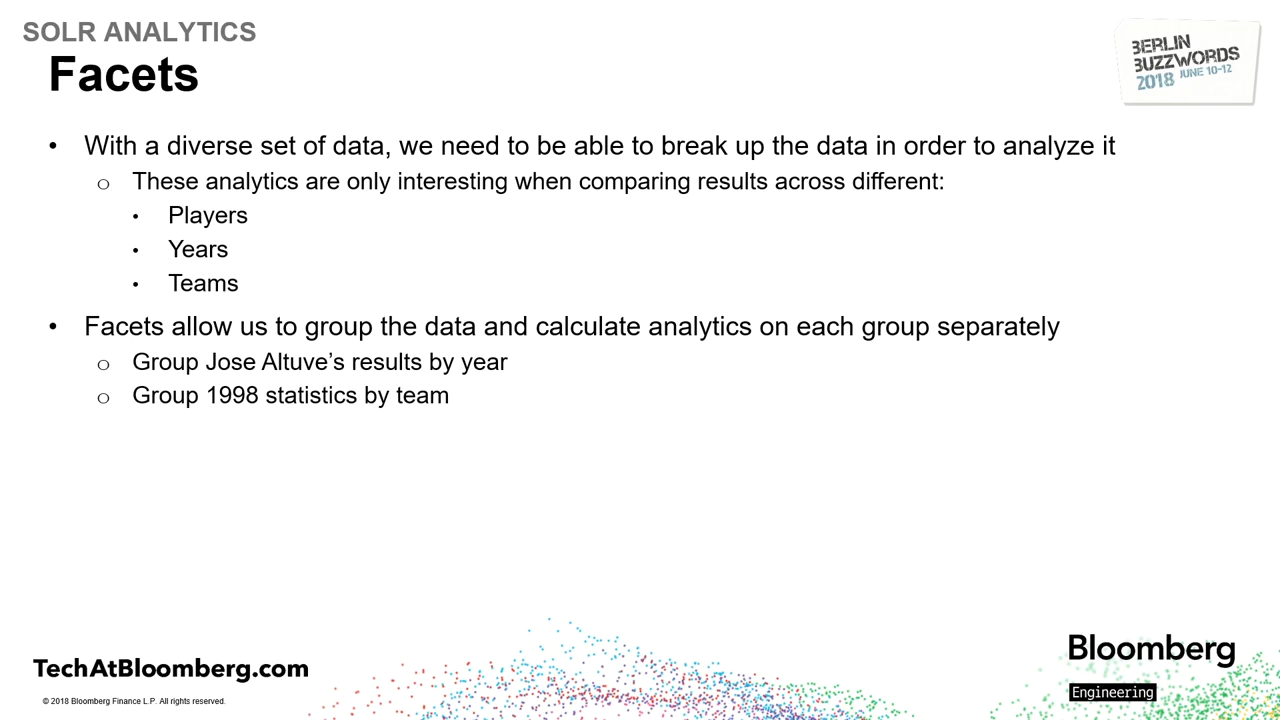 SOLR ANALYTICS
Facets
BERLIN
BUZZWORDS
2018 JUNE 10-12
• With a diverse set of data, we need to be able to break up the data in order to analyze it
o These analytics are only interesting when comparing results across different:
• Players
• Years
• Teams
• Facets allow us to group the data and calculate analytics on each group separately
o Group Jose Altuve’s results by year
o Group 1998 statistics by team
TechAtBloomberg.com
© 2018 Bloomberg Finance L.P. All rights reserved.
Bloomberg
Engineering